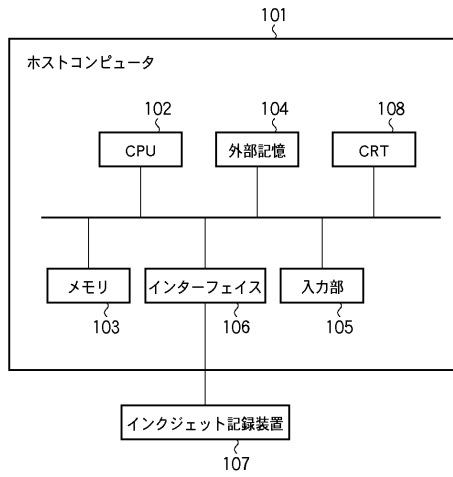 101
ホストコンピュータ
102
104
108
CPU
外部記憶
CRT
メモリ
インターフェイス
入力部
103
106
105
インクジェット記録装置
107